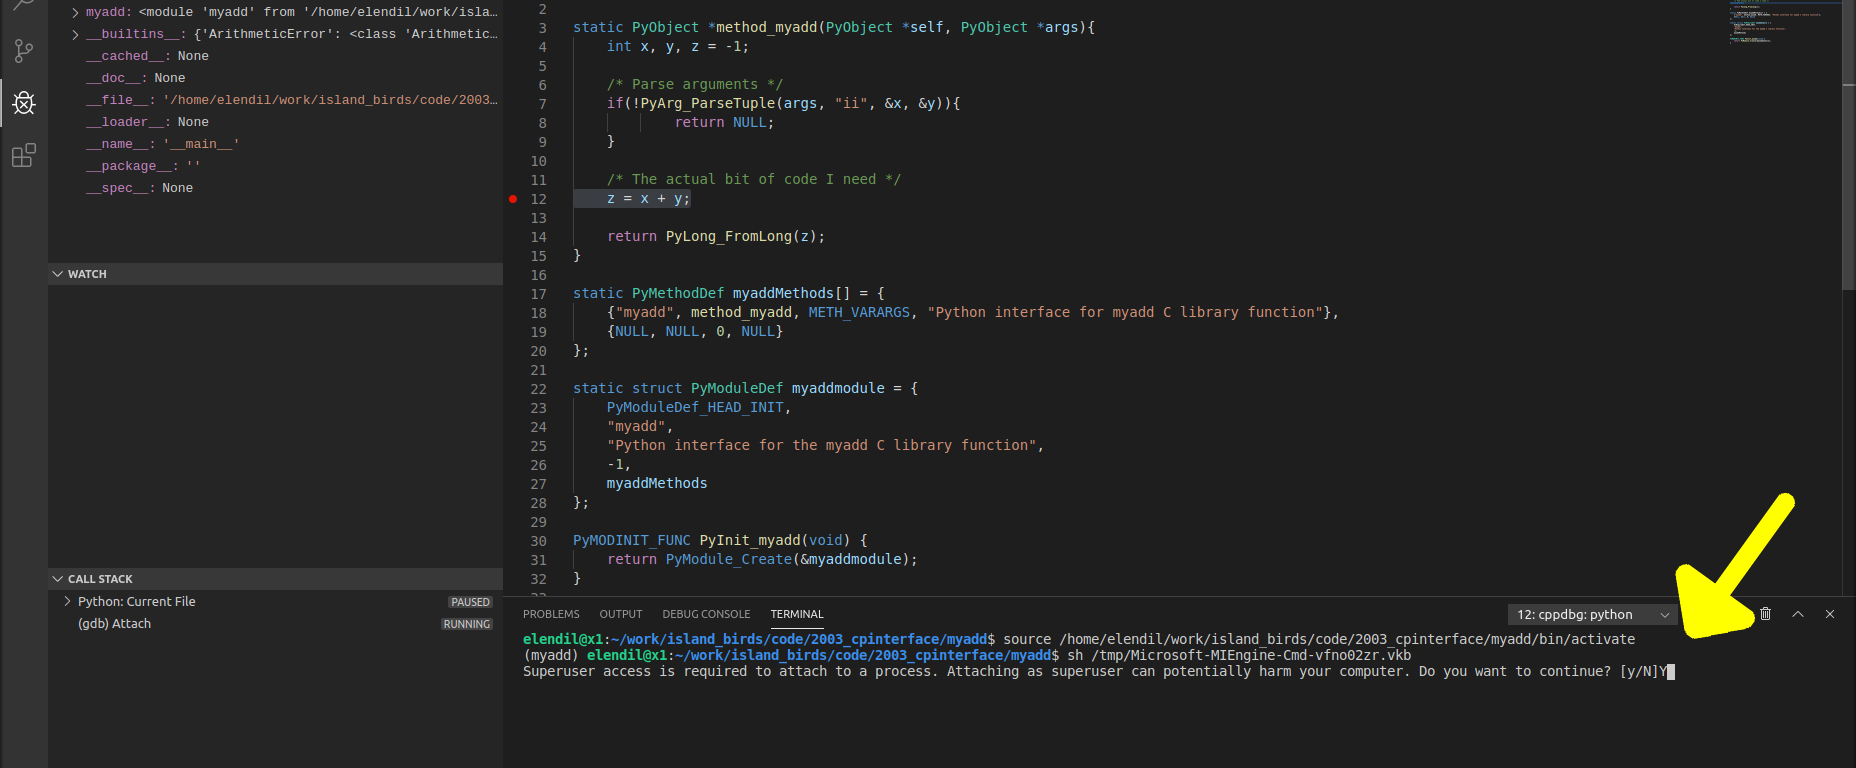 myadd: <module 'myadd' from '/home/elendil/work/isla…
__builtins__: {'ArithmeticError': <class 'Arithmetic…
__cached__: None
__doc__: None
__file__: '/home/elendil/work/island_birds/code/2003…
__loader__: None
__name__: '__main__'
__package__: ''
__spec__: None
WATCH
CALL STACK
Python: Current File PAUSED
(gdb) Attach RUNNING
2
3 static PyObject *method_myadd(PyObject *self, PyObject *args){
4 int x, y, z = -1;
5
6 /* Parse arguments */
7 if(!PyArg_ParseTuple(args, "ii", &x, &y)){
8 return NULL;
9 }
10
11 /* The actual bit of code I need */
12 z = x + y;
13
14 return PyLong_FromLong(z);
15 }
16
17 static PyMethodDef myaddMethods[] = {
18 {"myadd", method_myadd, METH_VARARGS, "Python interface for myadd C library function"},
19 {NULL, NULL, 0, NULL}
20 };
21
22 static struct PyModuleDef myaddmodule = {
23 PyModuleDef_HEAD_INIT,
24 "myadd",
25 "Python interface for the myadd C library function",
26 -1,
27 myaddMethods
28 };
29
30 PyMODINIT_FUNC PyInit_myadd(void) {
31 return PyModule_Create(&myaddmodule);
32 }
PROBLEMS OUTPUT DEBUG CONSOLE TERMINAL 12: cppdbg: python
elendil@x1:~/work/island_birds/code/2003_cpinterface/myadd$ source /home/elendil/work/island_birds/code/2003_cpinterface/myadd/bin/activate
(myadd) elendil@x1:~/work/island_birds/code/2003_cpinterface/myadd$ sh /tmp/Microsoft-MIEngine-Cmd-vfno02zr.vkb
Superuser access is required to attach to a process. Attaching as superuser can potentially harm your computer. Do you want to continue? [y/N]Y